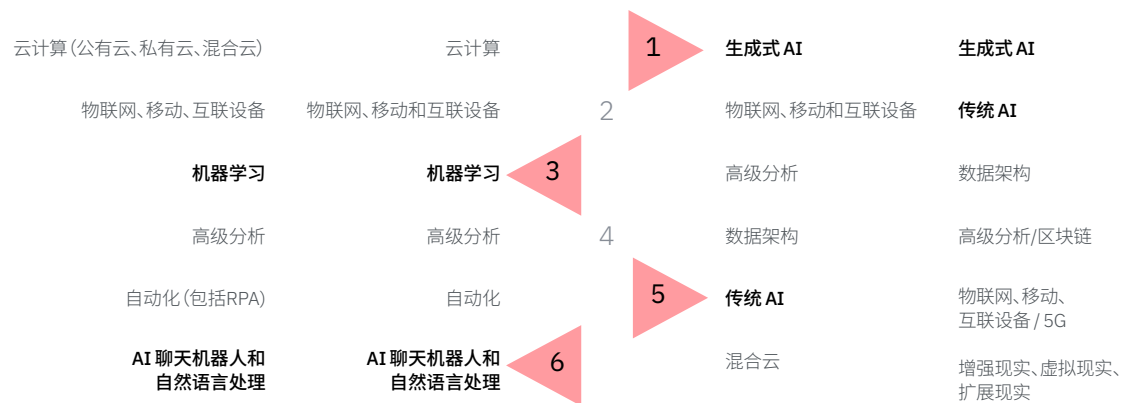 云计算（公有云、私有云、混合云）	云计算	1	生成式 AI	生成式 AI
物联网、移动、互联设备	物联网、移动和互联设备	2	物联网、移动和互联设备	传统 AI
机器学习	机器学习	3	高级分析	数据架构
高级分析	高级分析	4	数据架构	高级分析/区块链
自动化（包括RPA)	自动化	5	传统 AI	物联网、移动、
互联设备 / 5G
AI 聊天机器人和	AI 聊天机器人和	6	混合云	增强现实、虚拟现实、
自然语言处理	自然语言处理	扩展现实